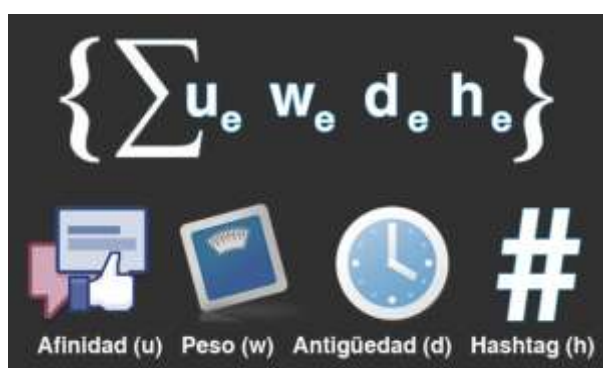 {∑uₑ wₑ dₑ hₑ}
#
Afinidad (u) Peso (w) Antigüedad (d) Hashtag (h)